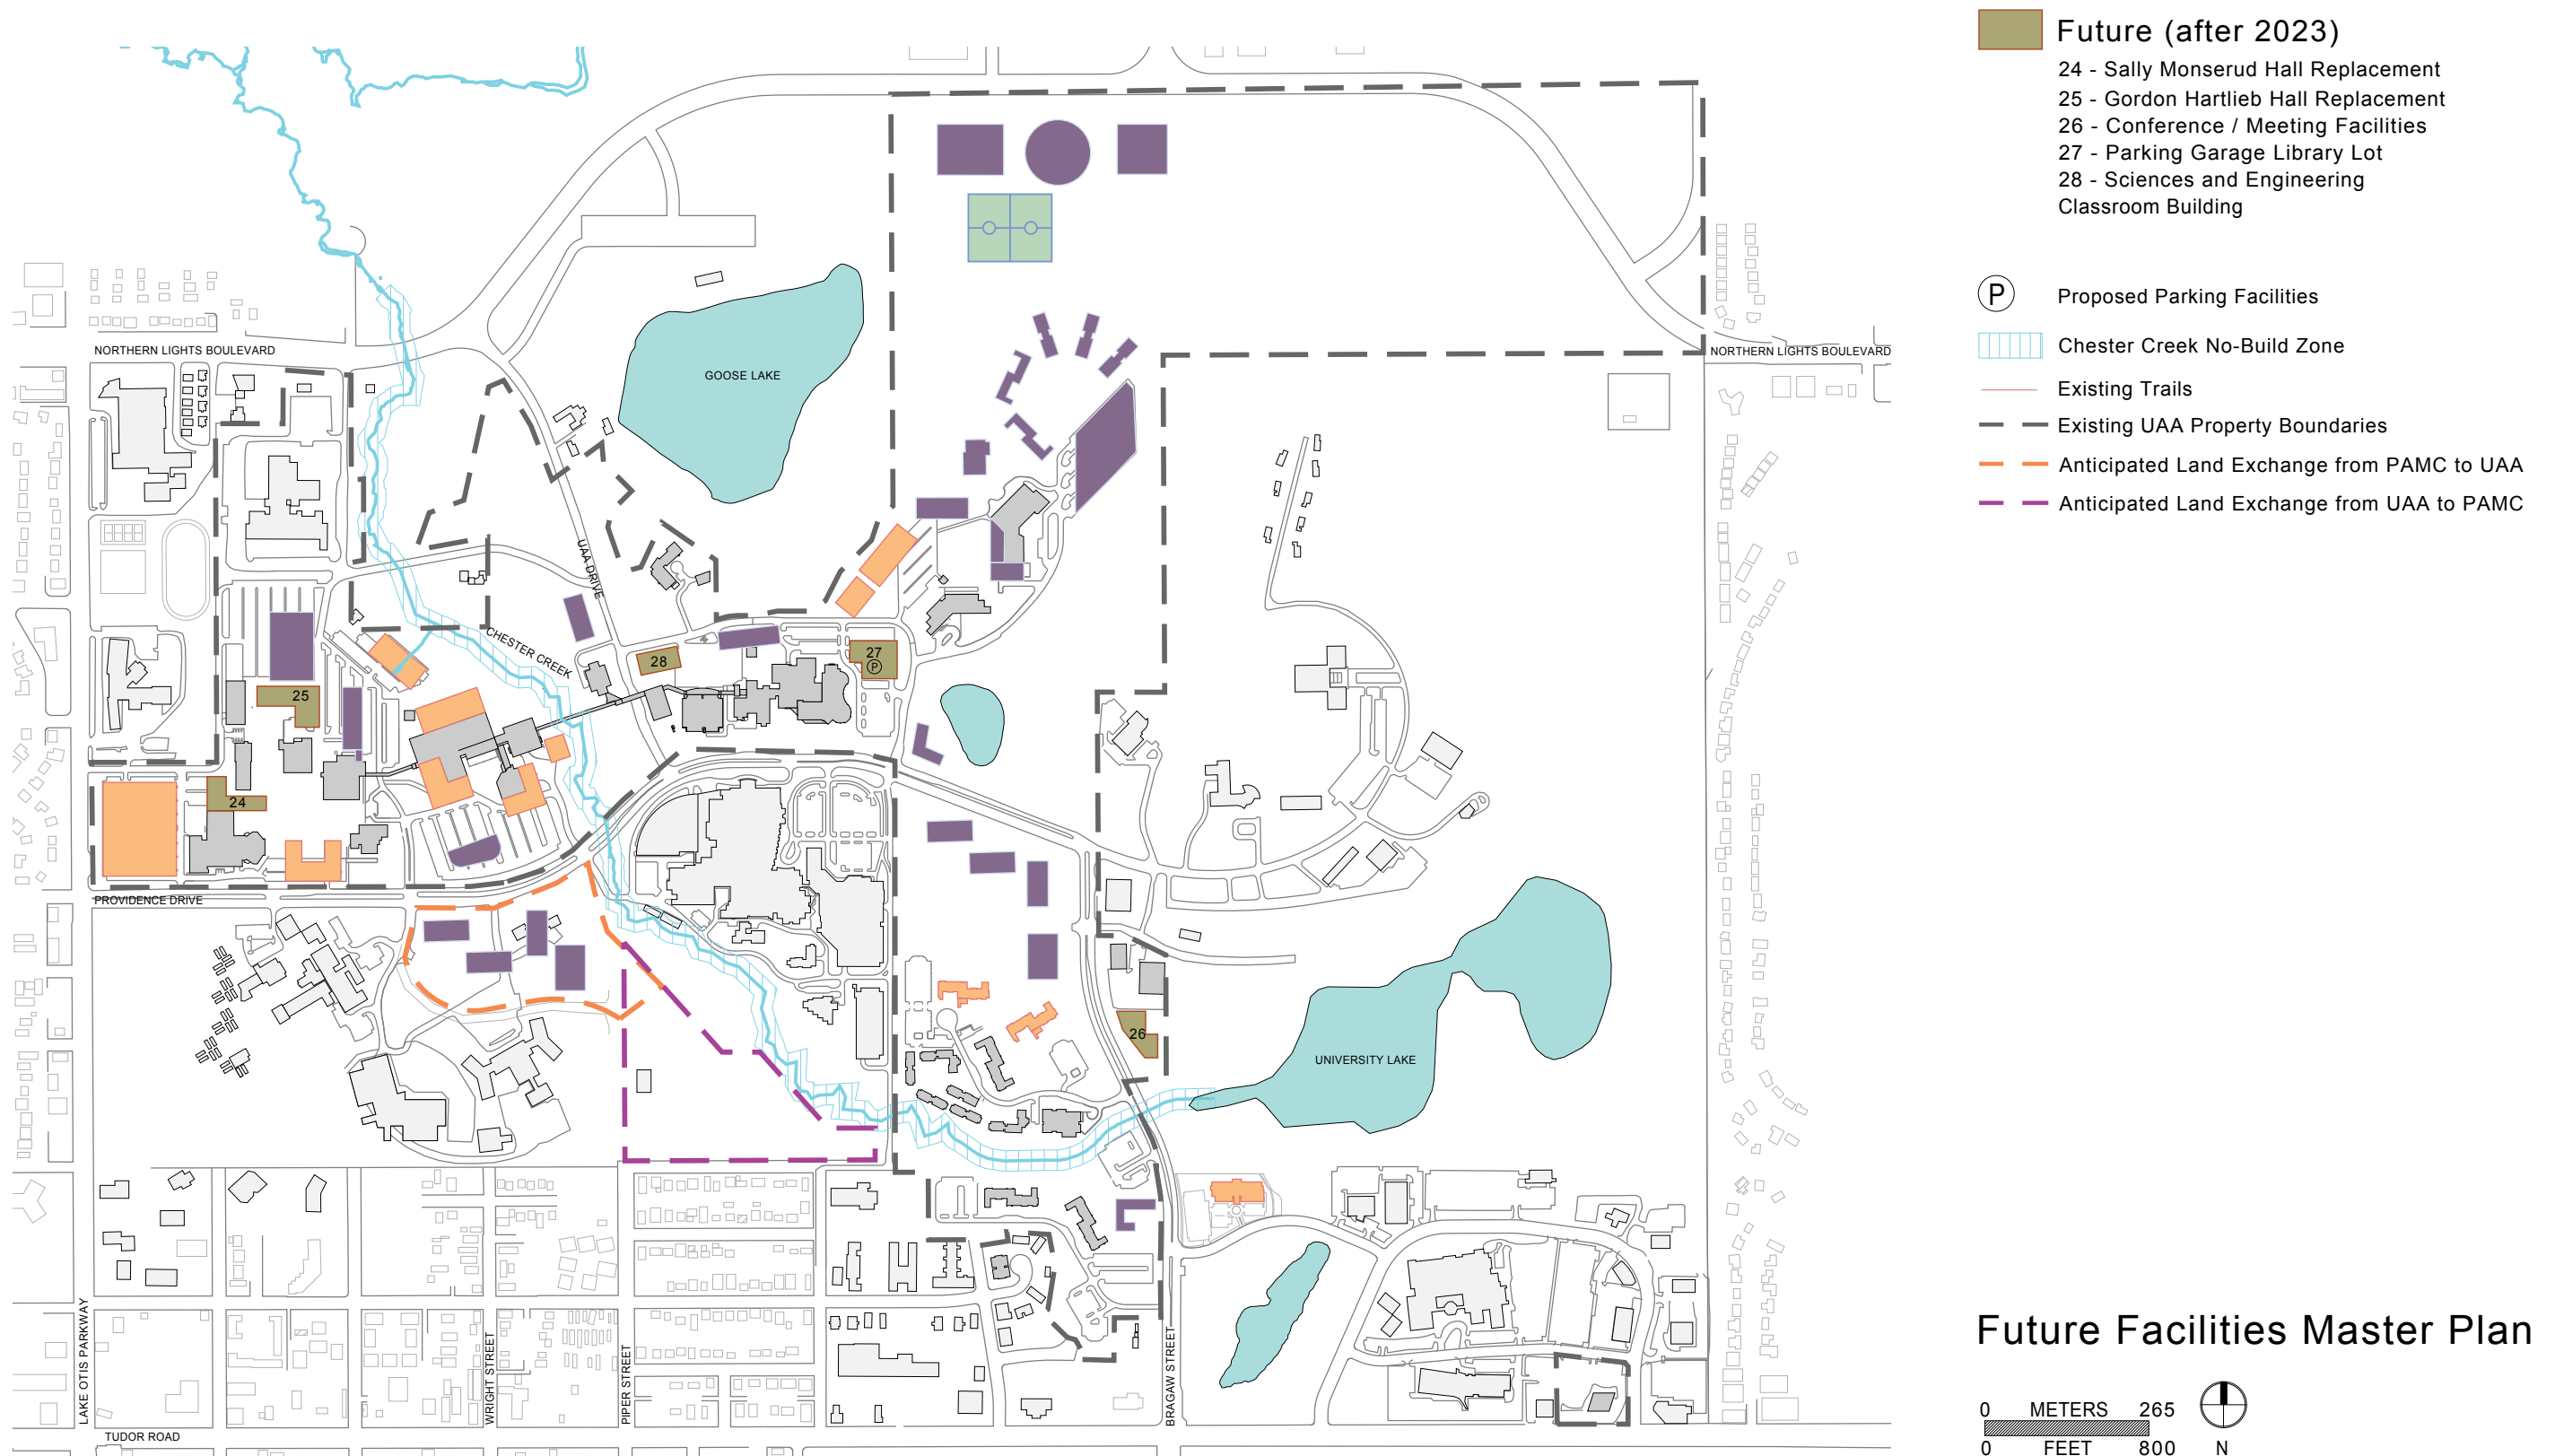 Future (after 2023)
24 - Sally Monserud Hall Replacement
25 - Gordon Hartlieb Hall Replacement
26 - Conference / Meeting Facilities
27 - Parking Garage Library Lot
28 - Sciences and Engineering
Classroom Building
P
Proposed Parking Facilities
Chester Creek No-Build Zone
Existing Trails
Existing UAA Property Boundaries
Anticipated Land Exchange from PAMC to UAA
Anticipated Land Exchange from UAA to PAMC
NORTHERN LIGHTS BOULEVARD
NORTHERN LIGHTS BOULEVARD
GOOSE LAKE
UAA DRIVE
CHESTER CREEK
28
27
P
25
24
PROVIDENCE DRIVE
26
UNIVERSITY LAKE
LAKE OTIS PARKWAY
WRIGHT STREET
PIPER STREET
BRAGAW STREET
TUDOR ROAD
Future Facilities Master Plan
0 METERS 265
0 FEET 800
N